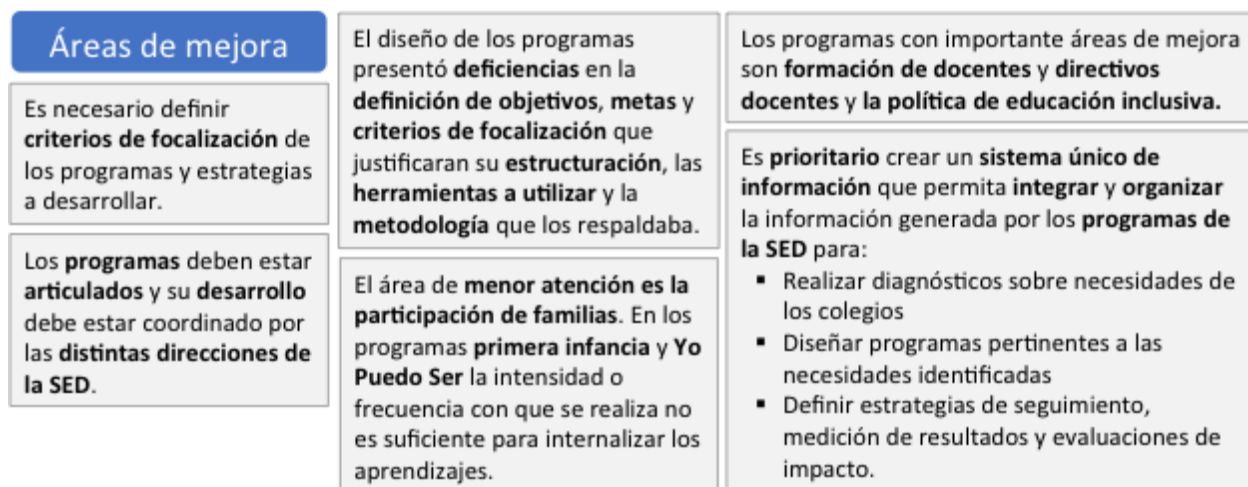 Áreas de mejora
Es necesario definir
criterios de focalización de
los programas y estrategias
a desarrollar.
Los programas deben estar
articulados y su desarrollo
debe estar coordinado por
las distintas direcciones de
la SED.
El diseño de los programas
presentó deficiencias en la
definición de objetivos, metas y
criterios de focalización que
justificaran su estructuración, las
herramientas a utilizar y la
metodología que los respaldaba.
El área de menor atención es la
participación de familias. En los
programas primera infancia y Yo
Puedo Ser la intensidad o
frecuencia con que se realiza no
es suficiente para internalizar los
aprendizajes.
Los programas con importante áreas de mejora
son formación de docentes y directivos
docentes y la política de educación inclusiva.
Es prioritario crear un sistema único de
información que permita integrar y organizar
la información generada por los programas de
la SED para:
▪ Realizar diagnósticos sobre necesidades de
los colegios
▪ Diseñar programas pertinentes a las
necesidades identificadas
▪ Definir estrategias de seguimiento,
medición de resultados y evaluaciones de
impacto.